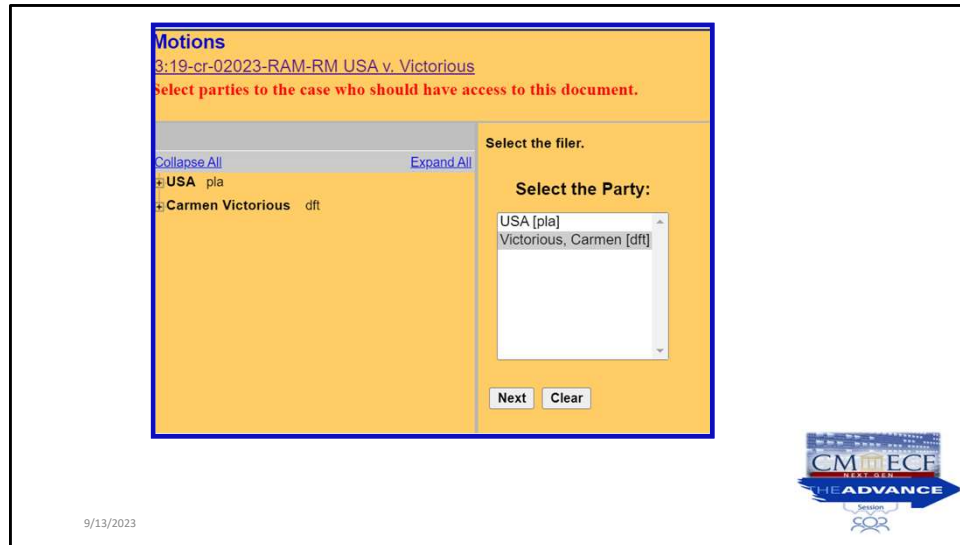 Motions
3:19-cr-02023-RAM-RM USA v. Victorious
Select parties to the case who should have access to this document.
Collapse All Expand All
USA pla
Carmen Victorious dft
Select the filer.
Select the Party:
USA [pla]
Victorious, Carmen [dft]
Next Clear
CM ECF
NEXT GEN
THE ADVANCE
Session
9/13/2023